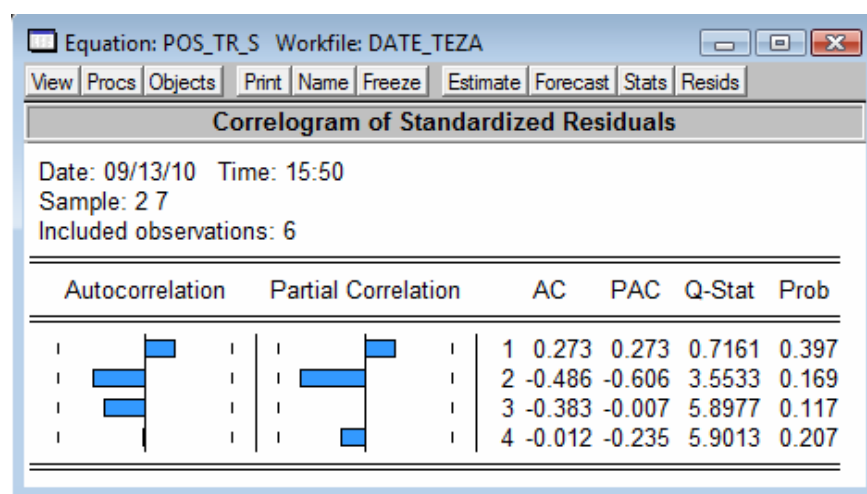 Equation: POS_TR_S Workfile: DATE_TEZA
View Procs Objects Print Name Freeze Estimate Forecast Stats Resids
Correlogram of Standardized Residuals
Date: 09/13/10 Time: 15:50
Sample: 2 7
Included observations: 6
Autocorrelation Partial Correlation AC PAC Q-Stat Prob
1 0.273 0.273 0.7161 0.397
2 -0.486 -0.606 3.5533 0.169
3 -0.383 -0.007 5.8977 0.117
4 -0.012 -0.235 5.9013 0.207